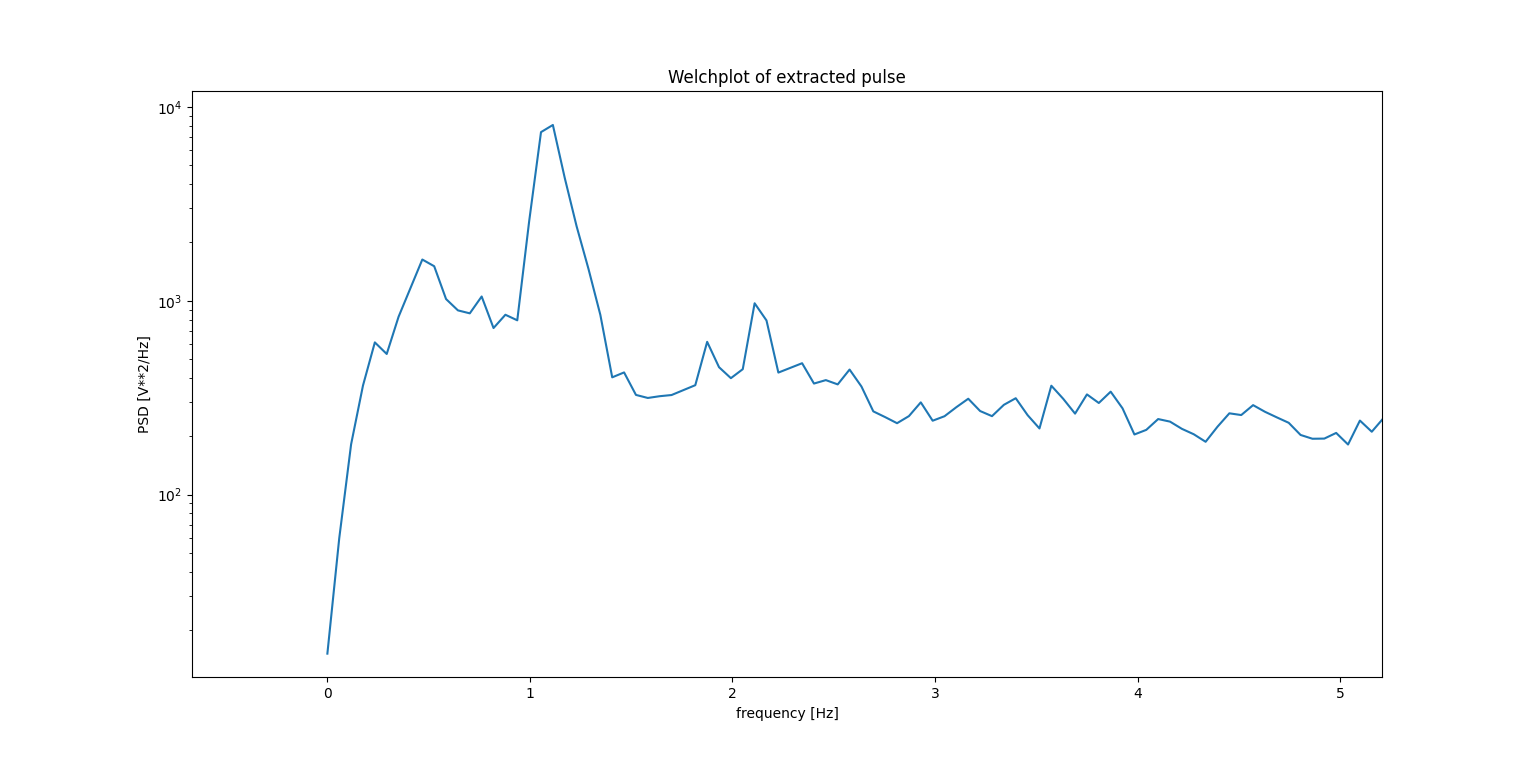 Welchplot of extracted pulse
10^4
10^3
10^2
PSD [V**2/Hz]
0 1 2 3 4 5
frequency [Hz]